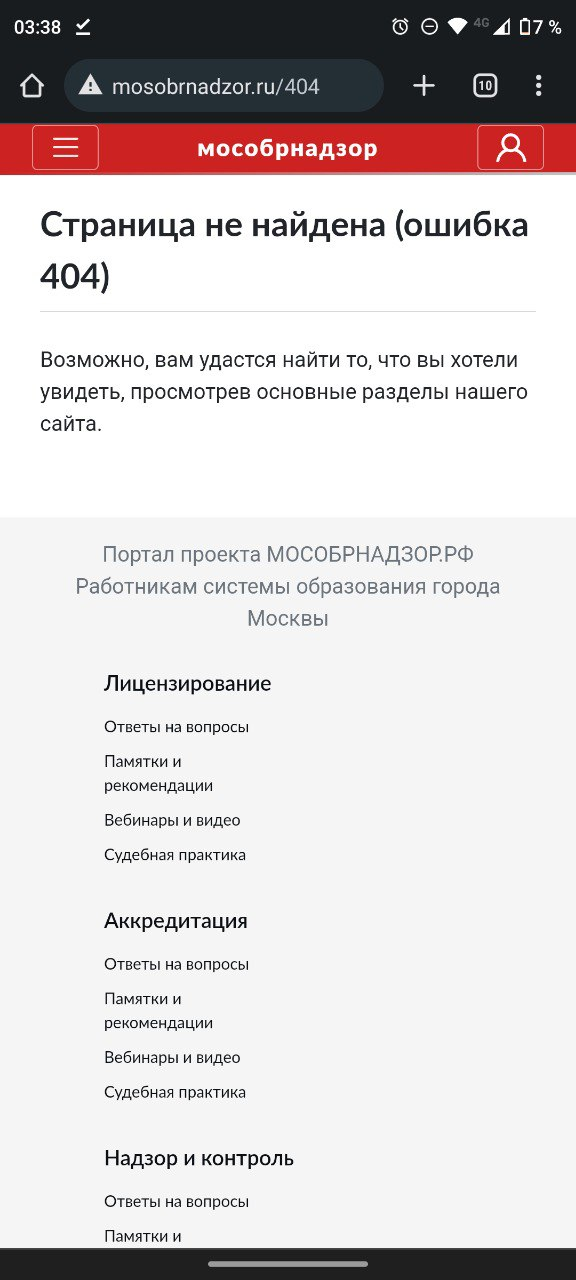 03:38
4G
7 %
mosobrnadzor.ru/404
10
мособрнадзор
Страница не найдена (ошибка
404)
Возможно, вам удастся найти то, что вы хотели
увидеть, просмотрев основные разделы нашего
сайта.
Портал проекта МОСОБРНАДЗОР.РФ
Работникам системы образования города
Москвы
Лицензирование
Ответы на вопросы
Памятки и
рекомендации
Вебинары и видео
Судебная практика
Аккредитация
Ответы на вопросы
Памятки и
рекомендации
Вебинары и видео
Судебная практика
Надзор и контроль
Ответы на вопросы
Памятки и